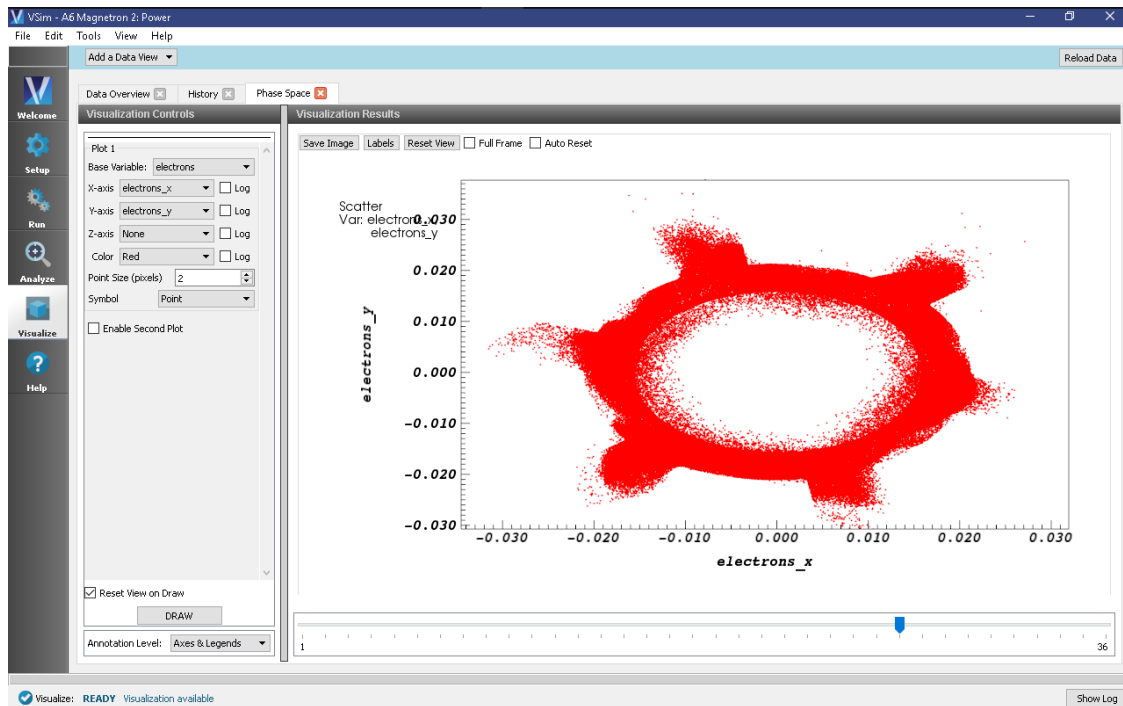 VSim - A6 Magnetron 2: Power
File Edit Tools View Help
Add a Data View
Reload Data
Data Overview
History
Phase Space
Welcome
Setup
Run
Analyze
Visualize
Help
Visualization Controls
Plot 1
Base Variable: electrons
X-axis electrons_x Log
Y-axis electrons_y Log
Z-axis None Log
Color Red Log
Point Size (pixels) 2
Symbol Point
Enable Second Plot
Reset View on Draw
DRAW
Annotation Level: Axes & Legends
Visualization Results
Save Image Labels Reset View Full Frame Auto Reset
Scatter
Var: electrons_x
electrons_y
0.030
0.020
0.010
0.000
-0.010
-0.020
-0.030
electrons_y
-0.030 -0.020 -0.010 0.000 0.010 0.020 0.030
electrons_x
1 36
Visualize: READY Visualization available
Show Log